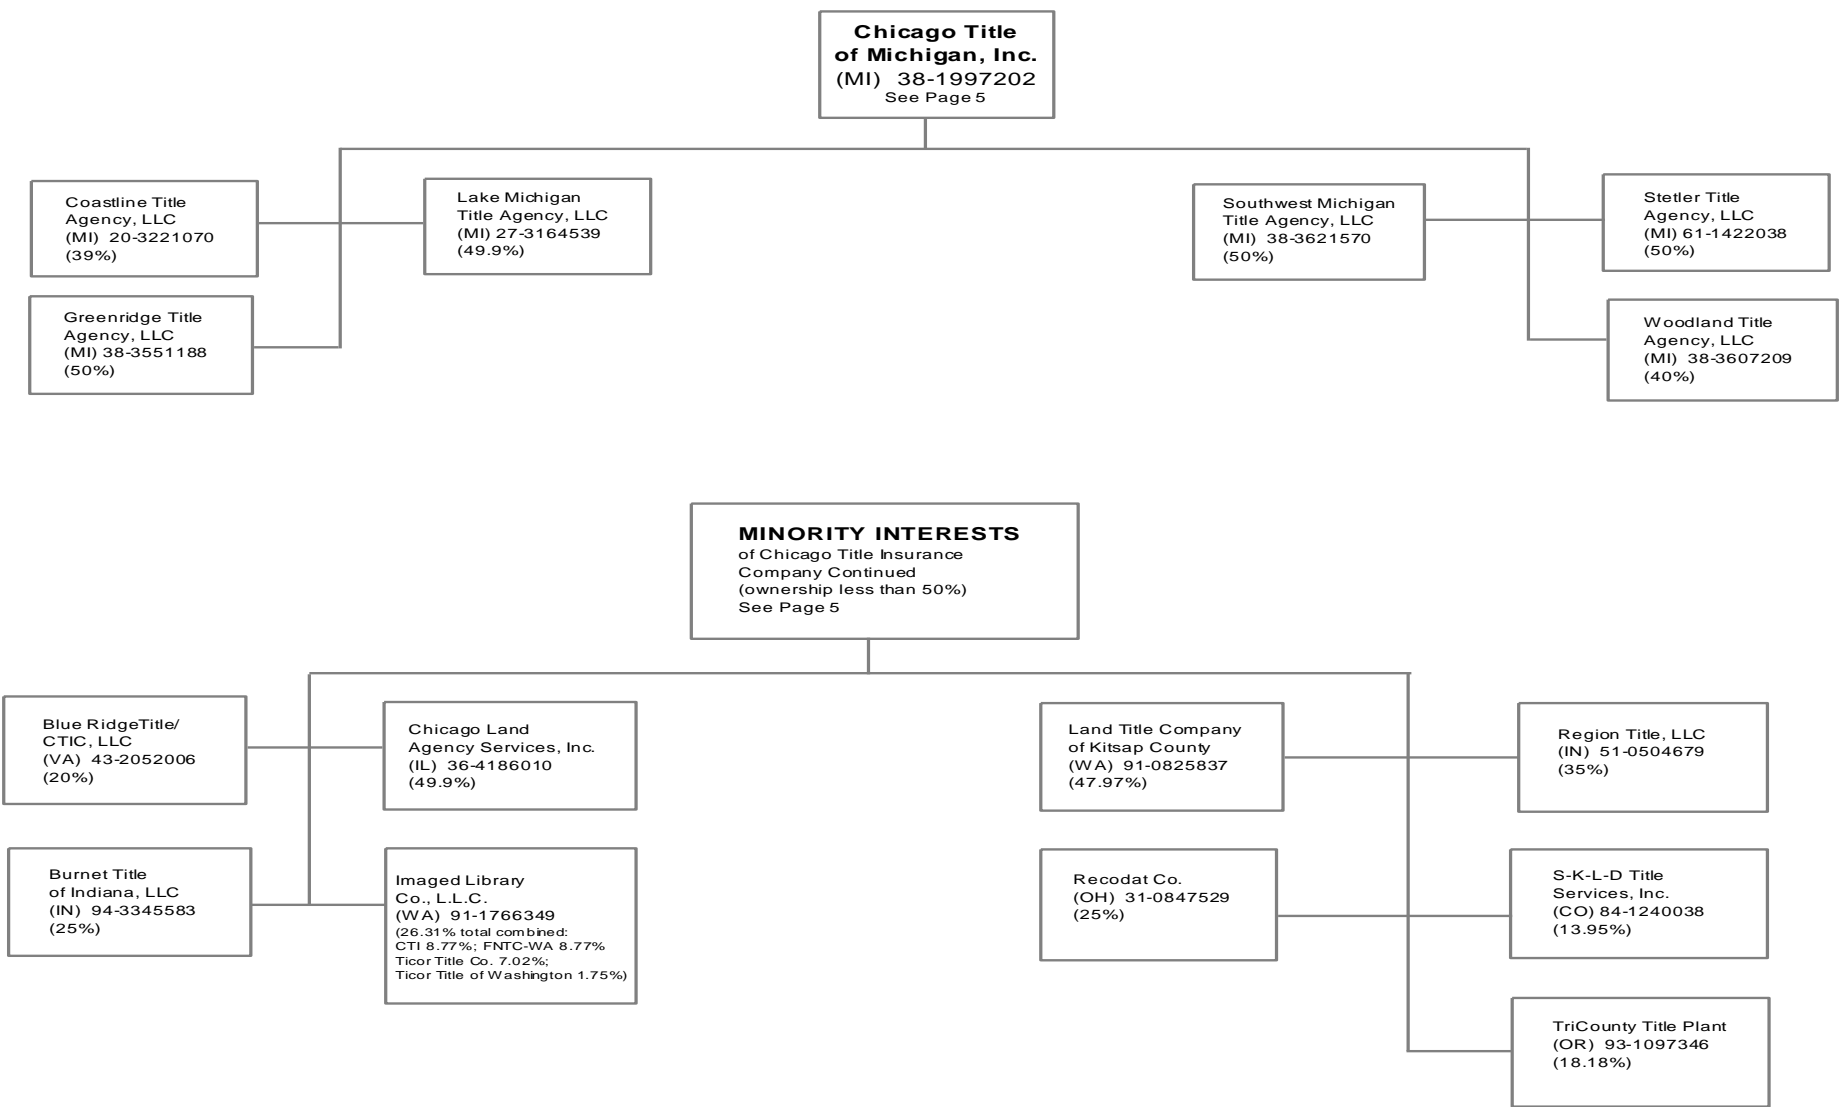 Chicago Title
of Michigan, Inc.
(MI) 38-1997202
See Page 5
Coastline Title
Agency, LLC
(MI) 20-3221070
(39%)
Lake Michigan
Title Agency, LLC
(MI) 27-3164539
(49.9%)
Southwest Michigan
Title Agency, LLC
(MI) 38-3621570
(50%)
Stetler Title
Agency, LLC
(MI) 61-1422038
(50%)
Greenridge Title
Agency, LLC
(MI) 38-3551188
(50%)
Woodland Title
Agency, LLC
(MI) 38-3607209
(40%)
MINORITY INTERESTS
of Chicago Title Insurance
Company Continued
(ownership less than 50%)
See Page 5
Blue RidgeTitle/
CTIC, LLC
(VA) 43-2052006
(20%)
Chicago Land
Agency Services, Inc.
(IL) 36-4186010
(49.9%)
Land Title Company
of Kitsap County
(WA) 91-0825837
(47.97%)
Region Title, LLC
(IN) 51-0504679
(35%)
Burnet Title
of Indiana, LLC
(IN) 94-3345583
(25%)
Imaged Library
Co., L.L.C.
(WA) 91-1766349
(26.31% total combined:
CTI 8.77%; FNTC-WA 8.77%
Ticor Title Co. 7.02%;
Ticor Title of Washington 1.75%)
Recodat Co.
(OH) 31-0847529
(25%)
S-K-L-D Title
Services, Inc.
(CO) 84-1240038
(13.95%)
TriCounty Title Plant
(OR) 93-1097346
(18.18%)